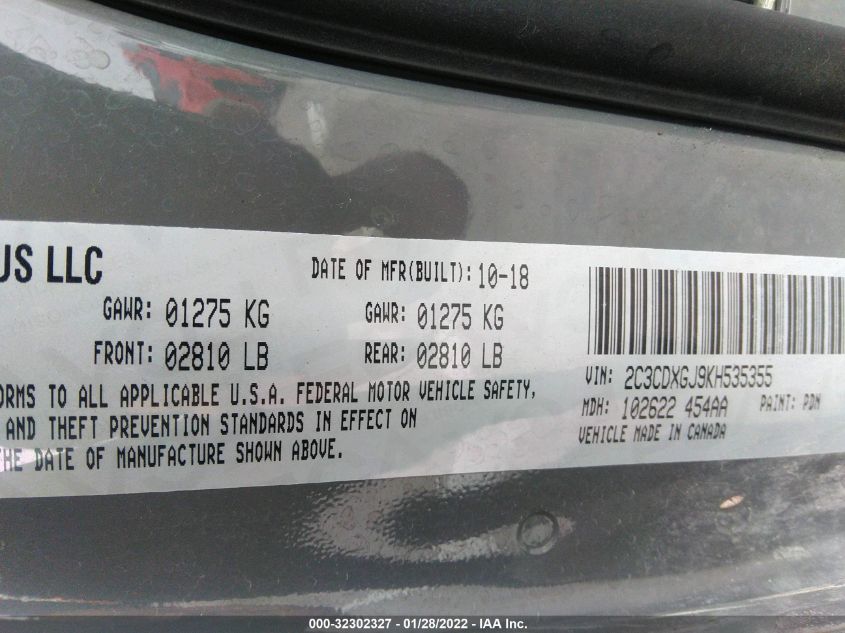 US LLC
DATE OF MFR(BUILT): 10-18
GAWR: 01275 KG GAWR: 01275 KG
FRONT: 02810 LB REAR: 02810 LB
ORMS TO ALL APPLICABLE U.S.A. FEDERAL MOTOR VEHICLE SAFETY,
AND THEFT PREVENTION STANDARDS IN EFFECT ON
THE DATE OF MANUFACTURE SHOWN ABOVE.
VIN: 2C3CDXGJ9KH535355
MDH: 102622 454AA PAINT: PDN
VEHICLE MADE IN CANADA
000-32302327 - 01/28/2022 - IAA Inc.